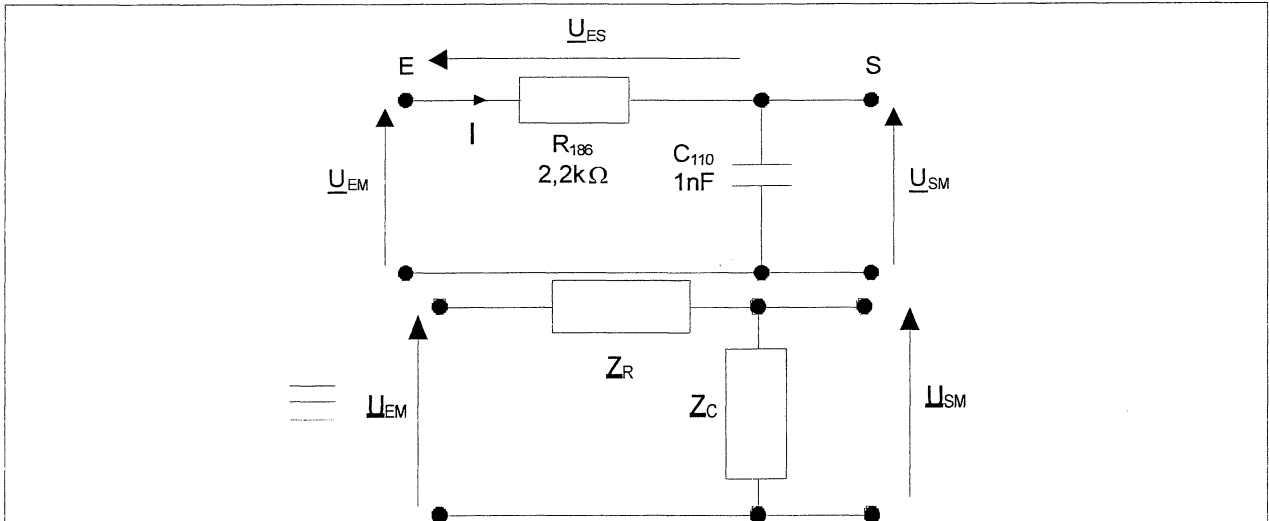 U_ES
E S
I
R186
2,2kΩ
C110
1nF
U_EM
U_SM
Z_R
Z_C
U_EM
U_SM